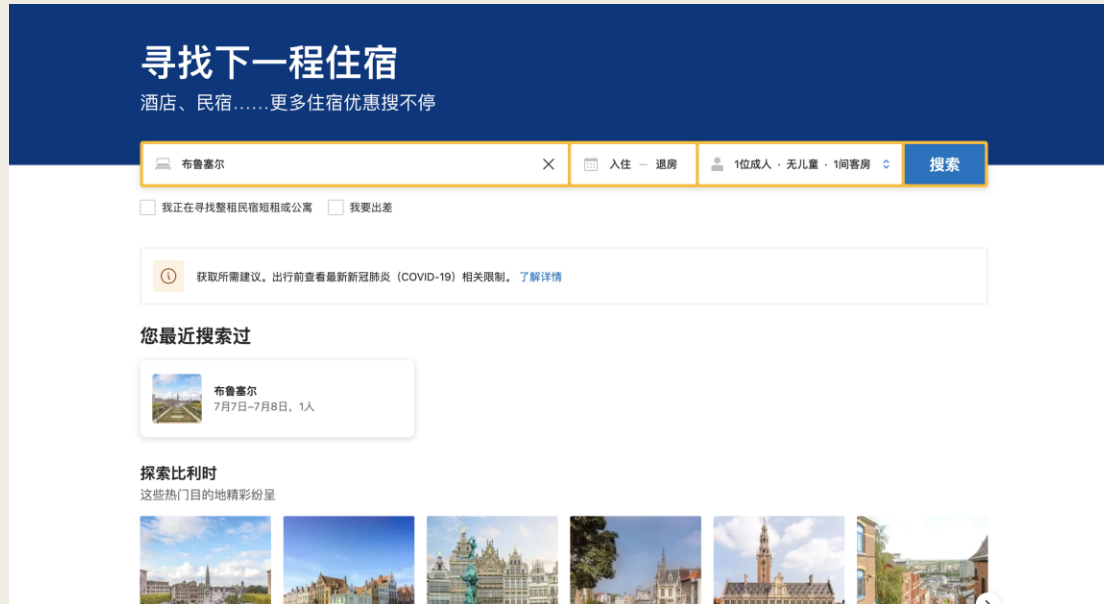 寻找下一程住宿
酒店、民宿……更多住宿优惠搜不停
布鲁塞尔
入住 — 退房
1位成人 · 无儿童 · 1间客房
搜索
我正在寻找整租民宿短租或公寓
我要出差
获取所需建议。出行前查看最新新冠肺炎（COVID-19）相关限制。 了解详情
您最近搜索过
布鲁塞尔
7月7日–7月8日，1人
探索比利时
这些热门目的地精彩纷呈